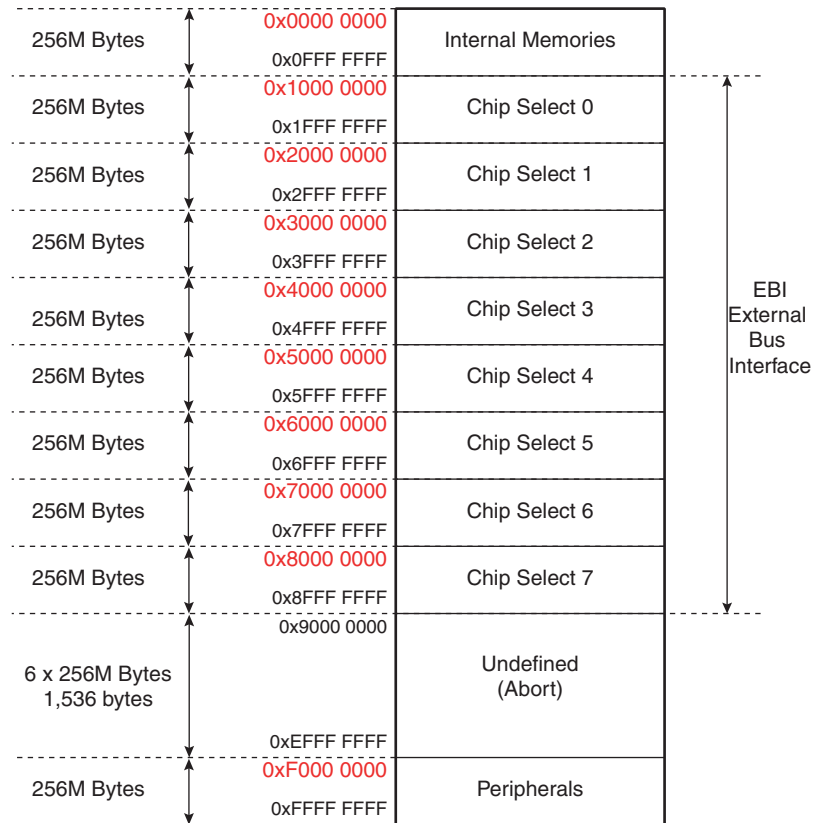 256M Bytes
0x0000 0000
0x0FFF FFFF
Internal Memories
256M Bytes
0x1000 0000
0x1FFF FFFF
Chip Select 0
256M Bytes
0x2000 0000
0x2FFF FFFF
Chip Select 1
256M Bytes
0x3000 0000
0x3FFF FFFF
Chip Select 2
256M Bytes
0x4000 0000
0x4FFF FFFF
Chip Select 3
256M Bytes
0x5000 0000
0x5FFF FFFF
Chip Select 4
256M Bytes
0x6000 0000
0x6FFF FFFF
Chip Select 5
256M Bytes
0x7000 0000
0x7FFF FFFF
Chip Select 6
256M Bytes
0x8000 0000
0x8FFF FFFF
Chip Select 7
EBI
External
Bus
Interface
6 x 256M Bytes
1,536 bytes
0x9000 0000
0xEFFF FFFF
Undefined
(Abort)
256M Bytes
0xF000 0000
0xFFFF FFFF
Peripherals